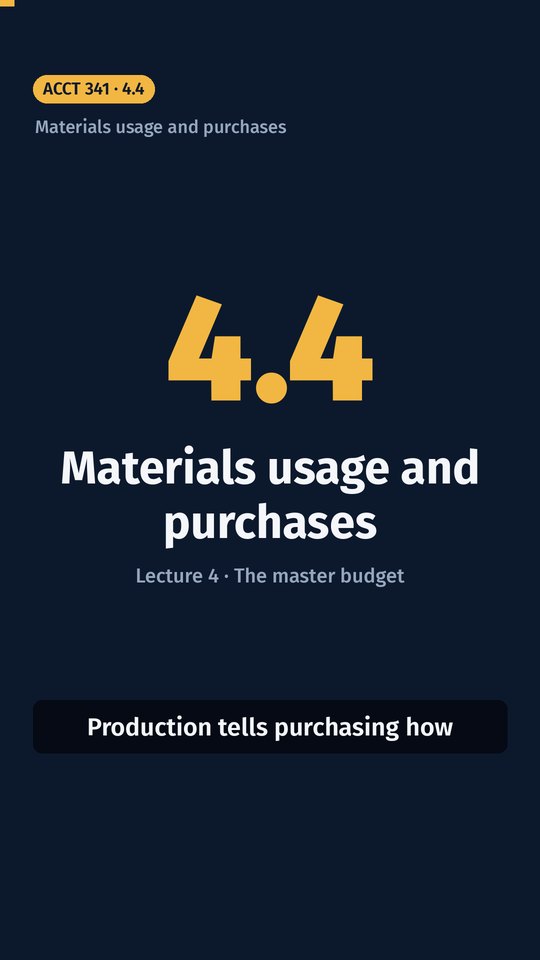 ACCT 341 · 4.4
Materials usage and purchases
4.4
Materials usage and
purchases
Lecture 4 · The master budget
Production tells purchasing how